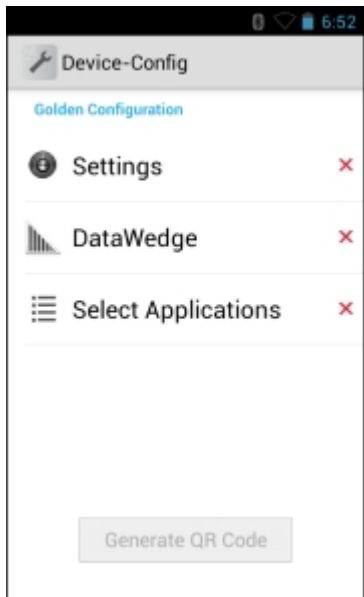 6:52
Device-Config
Golden Configuration
Settings
DataWedge
Select Applications
Generate QR Code